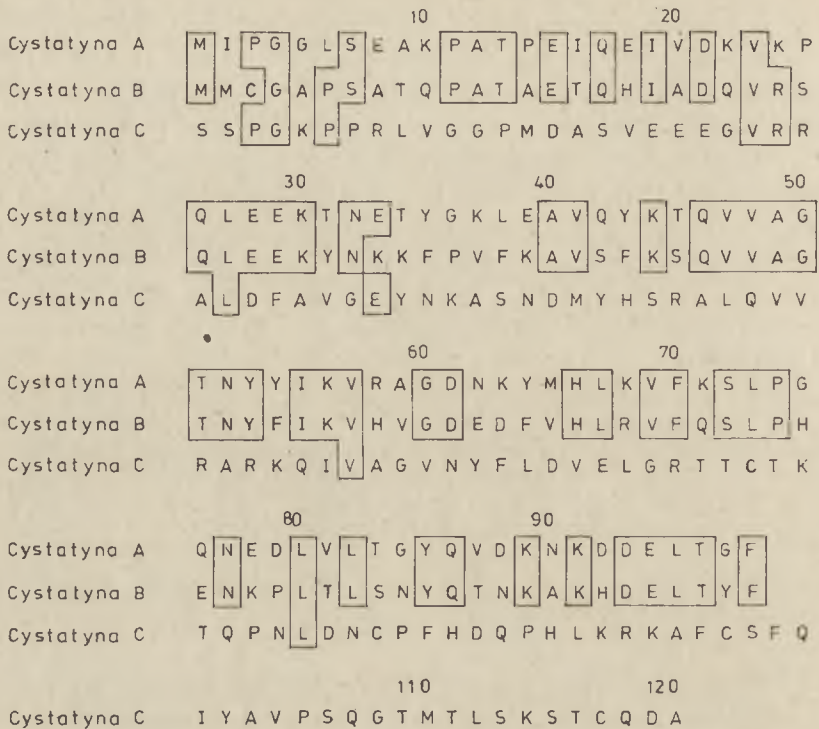 10 20
Cystatyna A M I P G G L S E A K P A T P E I Q E I V D K V K P
Cystatyna B M M C G A P S A T Q P A T A E T Q H I A D Q V R S
Cystatyna C S S P G K P P R L V G G P M D A S V E E E G V R R
30 40 50
Cystatyna A Q L E E K T N E T Y G K L E A V Q Y K T Q V V A G
Cystatyna B Q L E E K Y N K K F P V F K A V S F K S Q V V A G
Cystatyna C A L D F A V G E Y N K A S N D M Y H S R A L Q V V
60 70
Cystatyna A T N Y Y I K V R A G D N K Y M H L K V F K S L P G
Cystatyna B T N Y F I K V H V G D E D F V H L R V F Q S L P H
Cystatyna C R A R K Q I V A G V N Y F L D V E L G R T T C T K
80 90
Cystatyna A Q N E D L V L T G Y Q V D K N K D D E L T G F
Cystatyna B E N K P L T L S N Y Q T N K A K H D E L T Y F
Cystatyna C T Q P N L D N C P F H D Q P H L K R K A F C S F Q
110 120
Cystatyna C I Y A V P S Q G T M T L S K S T C Q D A